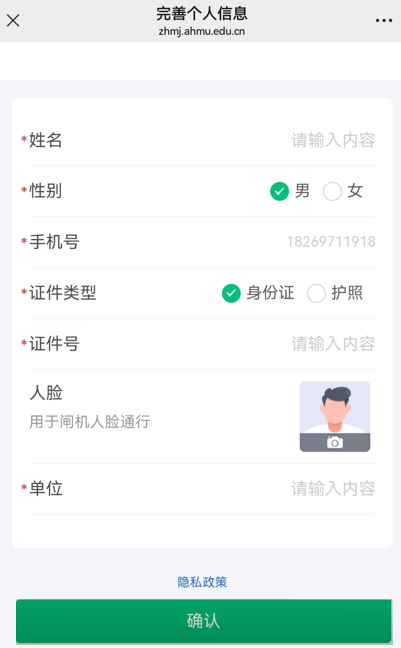 完善个人信息
zhmj.ahmu.edu.cn
*姓名 请输入内容
*性别 男 女
*手机号 18269711918
*证件类型 身份证 护照
*证件号 请输入内容
人脸
用于闸机人脸通行
*单位 请输入内容
隐私政策
确认